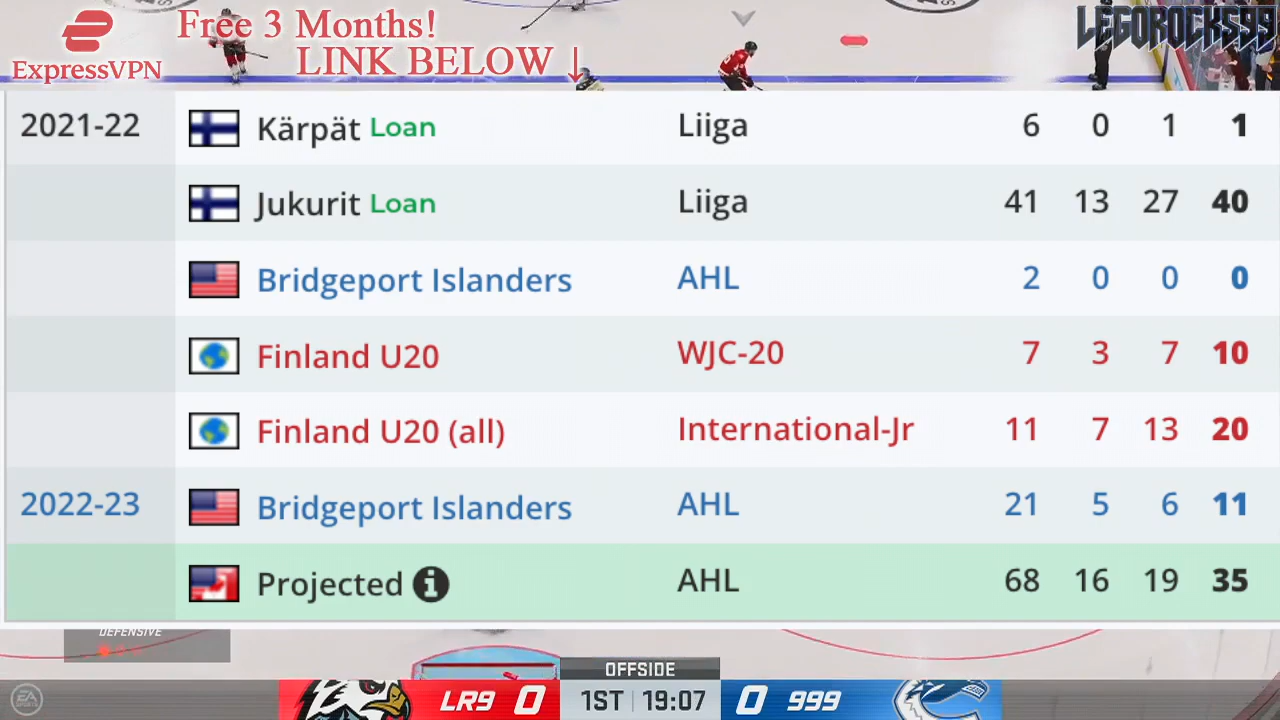 Free 3 Months!
LINK BELOW ↓
ExpressVPN
LEGOROCKS99
2021-22 Kärpät Loan Liiga 6 0 1 1
Jukurit Loan Liiga 41 13 27 40
Bridgeport Islanders AHL 2 0 0 0
Finland U20 WJC-20 7 3 7 10
Finland U20 (all) International-Jr 11 7 13 20
2022-23 Bridgeport Islanders AHL 21 5 6 11
Projected i AHL 68 16 19 35
DEFENSIVE
OFFSIDE
EA SPORTS LR9 0 1ST 19:07 0 999